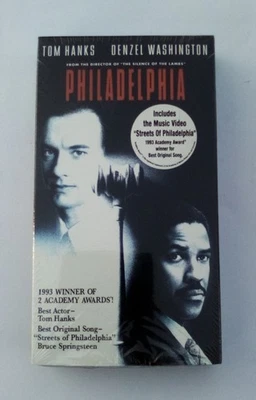 TOM HANKS DENZEL WASHINGTON
FROM THE DIRECTOR OF "THE SILENCE OF THE LAMBS"
PHILADELPHIA
Includes
the Music Video
"Streets Of Philadelphia"
1993 Academy Award®
winner for
Best Original Song
1993 WINNER OF
2 ACADEMY AWARDS!
Best Actor—
Tom Hanks
Best Original Song—
"Streets of Philadelphia"
Bruce Springsteen